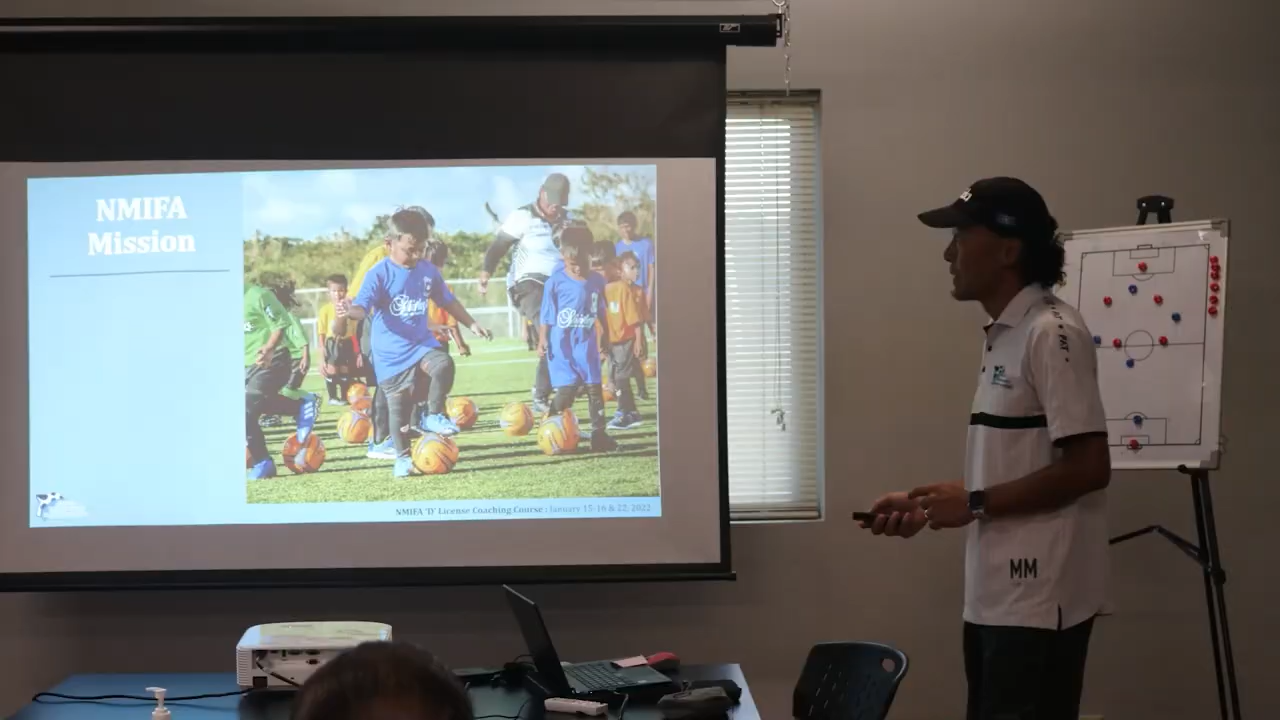 NMIFA
Mission
NMIFA 'D' License Coaching Course : January 15, 16 & 22, 2022
MM